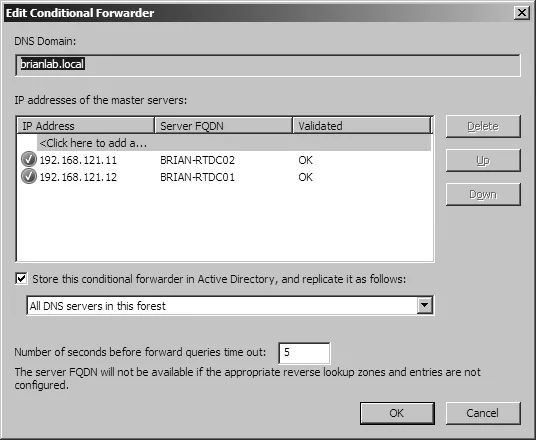 Edit Conditional Forwarder
DNS Domain:
brianlab.local
IP addresses of the master servers:
IP Address Server FQDN Validated
<Click here to add a...
192.168.121.11 BRIAN-RTDC02 OK
192.168.121.12 BRIAN-RTDC01 OK
Delete
Up
Down
Store this conditional forwarder in Active Directory, and replicate it as follows:
All DNS servers in this forest
Number of seconds before forward queries time out: 5
The server FQDN will not be available if the appropriate reverse lookup zones and entries are not
configured.
OK Cancel